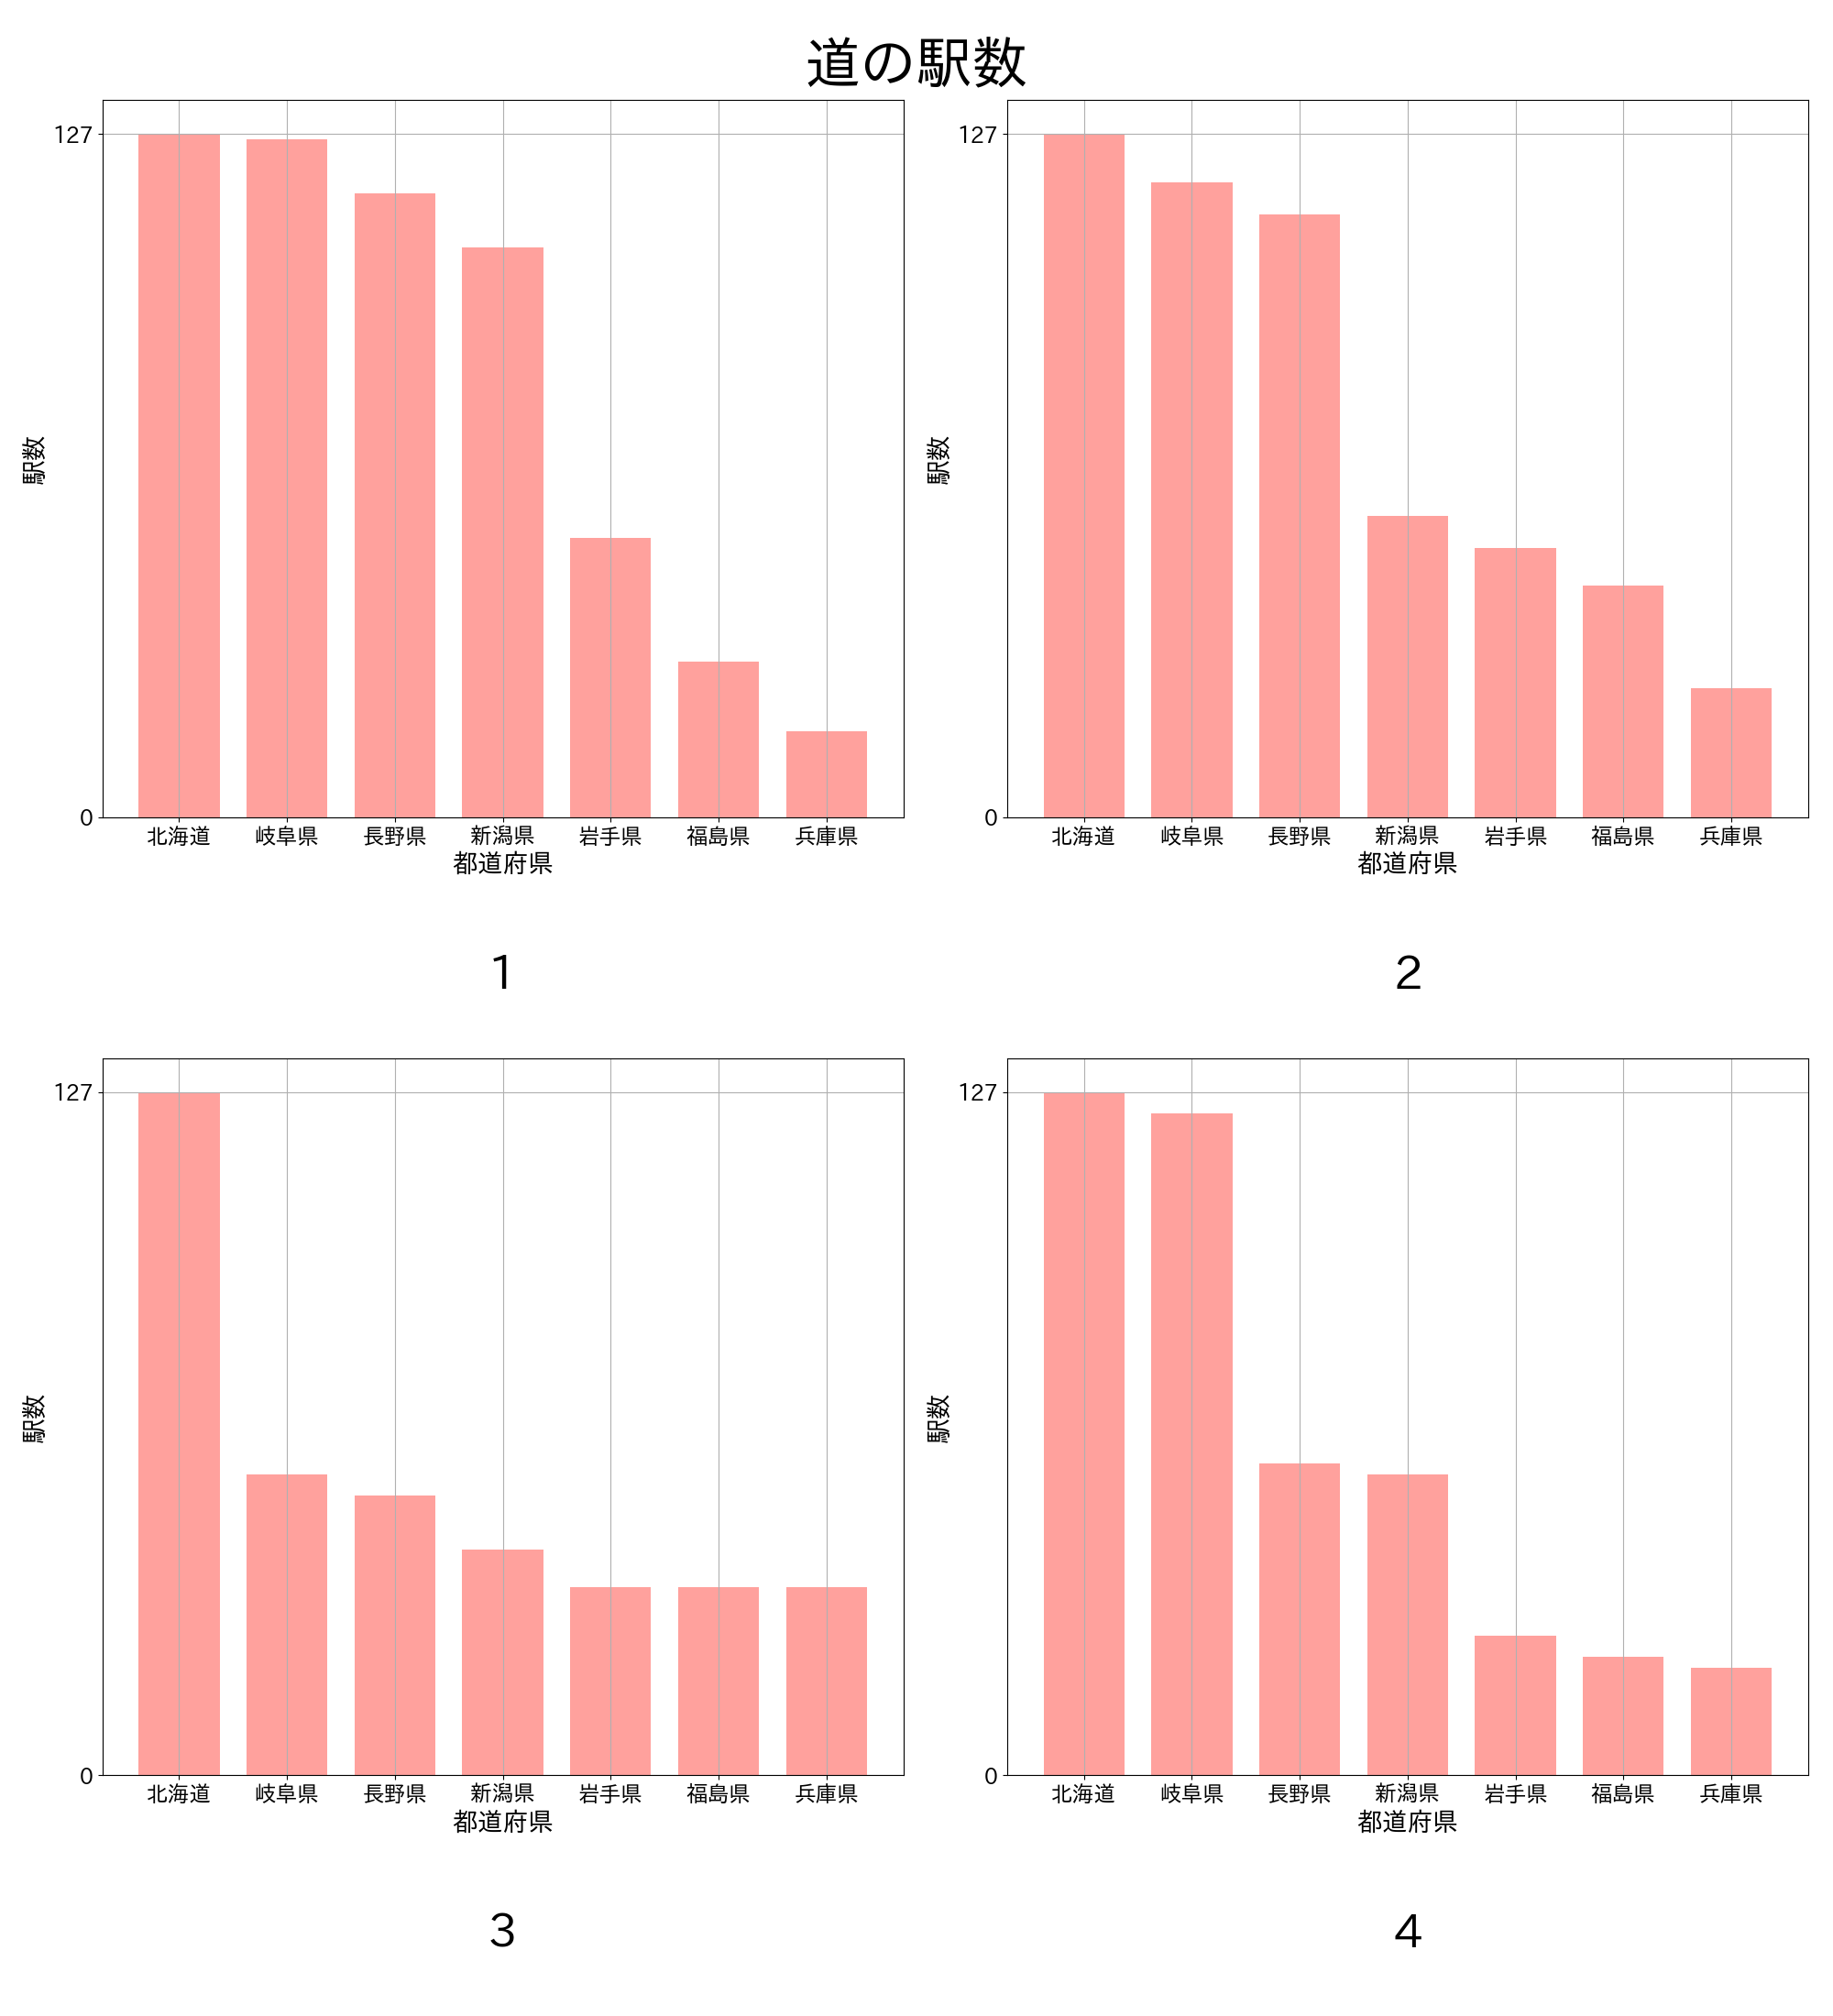 道の駅数
127
0
駅数
北海道 岐阜県 長野県 新潟県 岩手県 福島県 兵庫県
都道府県
1
127
0
駅数
北海道 岐阜県 長野県 新潟県 岩手県 福島県 兵庫県
都道府県
2
127
0
駅数
北海道 岐阜県 長野県 新潟県 岩手県 福島県 兵庫県
都道府県
3
127
0
駅数
北海道 岐阜県 長野県 新潟県 岩手県 福島県 兵庫県
都道府県
4